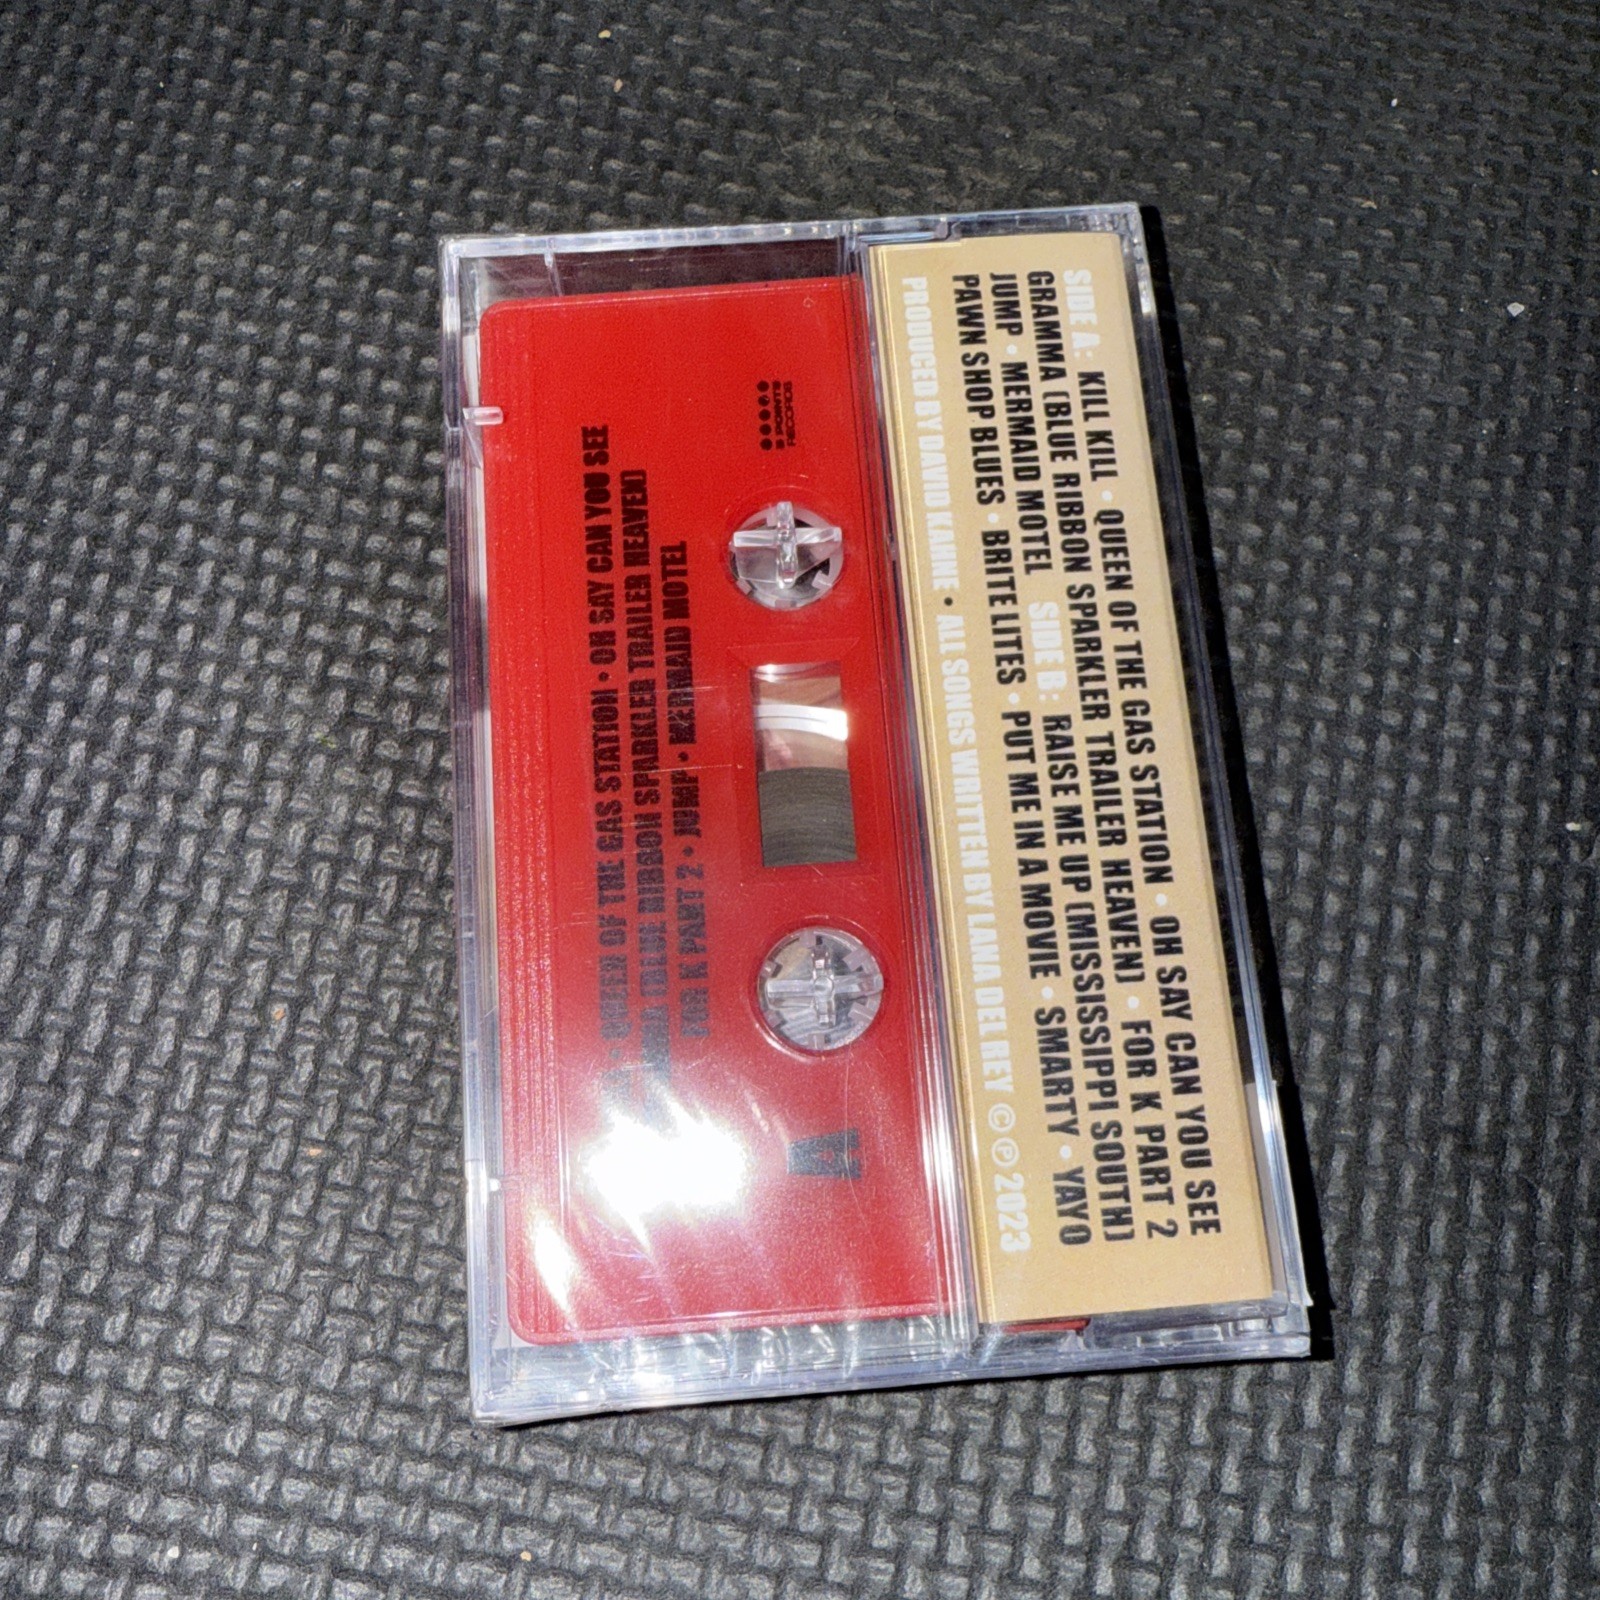 SIDE A: KILL KILL • QUEEN OF THE GAS STATION • OH SAY CAN YOU SEE
GRAMMA (BLUE RIBBON SPARKLER TRAILER HEAVEN) • FOR K PART 2
JUMP • MERMAID MOTEL SIDE B: RAISE ME UP (MISSISSIPPI SOUTH)
PAWN SHOP BLUES • BRITE LITES • PUT ME IN A MOVIE • SMARTY • YAYO
PRODUCED BY DAVID KAHNE • ALL SONGS WRITTEN BY LANA DEL REY © ℗ 2023
5 POINTS
RECORDS
A
• QUEEN OF THE GAS STATION • OH SAY CAN YOU SEE
(BLUE RIBBON SPARKLER TRAILER HEAVEN)
FOR K PART 2 • JUMP • MERMAID MOTEL